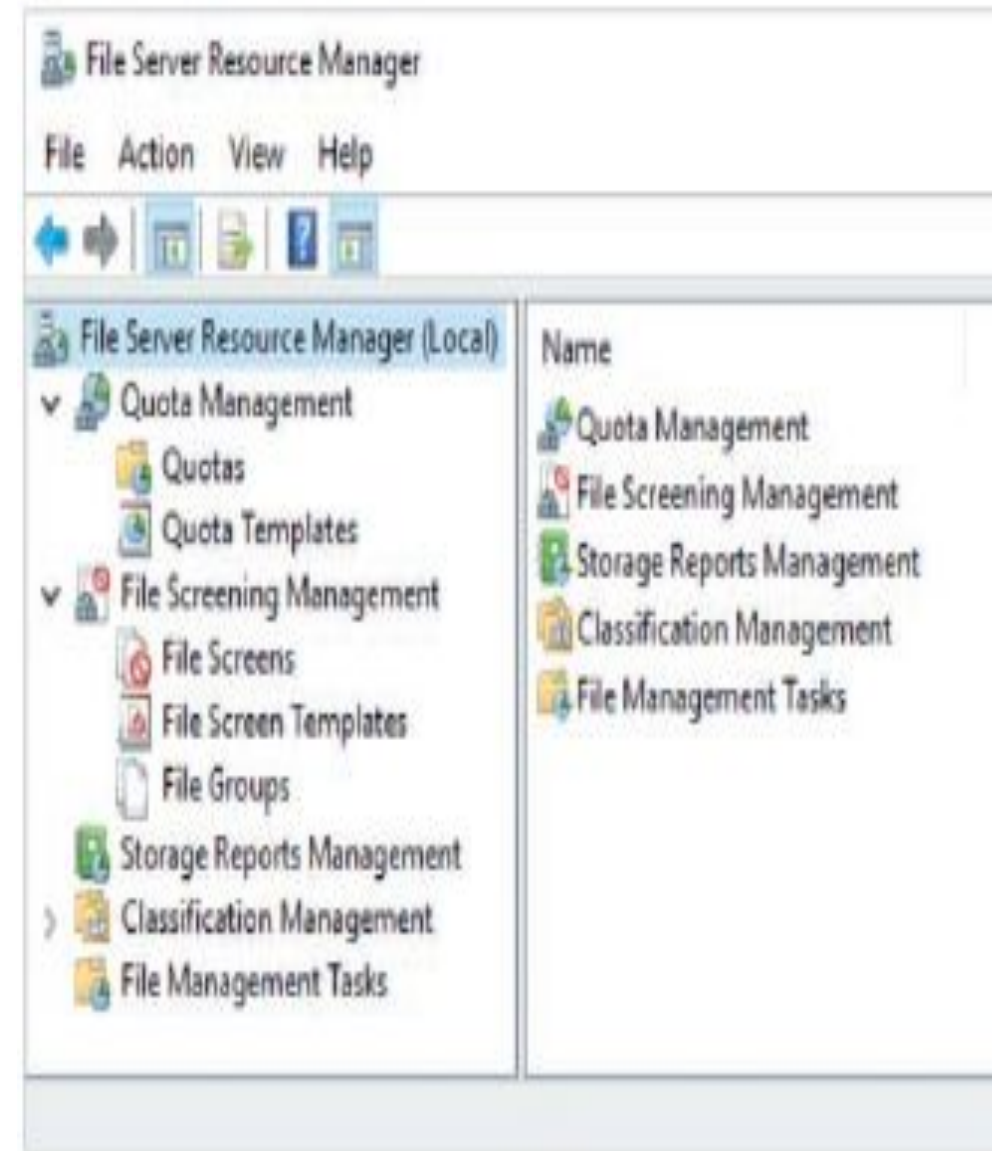 File Server Resource Manager
File Action View Help
File Server Resource Manager (Local)
Quota Management
Quotas
Quota Templates
File Screening Management
File Screens
File Screen Templates
File Groups
Storage Reports Management
Classification Management
File Management Tasks
Name
Quota Management
File Screening Management
Storage Reports Management
Classification Management
File Management Tasks